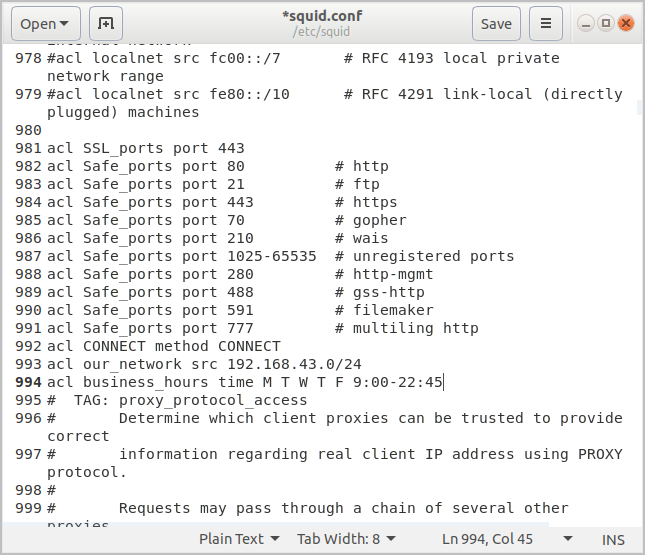 Open
*squid.conf
/etc/squid
Save
978 #acl localnet src fc00::/7       # RFC 4193 local private
network range
979 #acl localnet src fe80::/10      # RFC 4291 link-local (directly
plugged) machines
980
981 acl SSL_ports port 443
982 acl Safe_ports port 80          # http
983 acl Safe_ports port 21          # ftp
984 acl Safe_ports port 443         # https
985 acl Safe_ports port 70          # gopher
986 acl Safe_ports port 210         # wais
987 acl Safe_ports port 1025-65535  # unregistered ports
988 acl Safe_ports port 280         # http-mgmt
989 acl Safe_ports port 488         # gss-http
990 acl Safe_ports port 591         # filemaker
991 acl Safe_ports port 777         # multiling http
992 acl CONNECT method CONNECT
993 acl our_network src 192.168.43.0/24
994 acl business_hours time M T W T F 9:00-22:45
995 #  TAG: proxy_protocol_access
996 #       Determine which client proxies can be trusted to provide
correct
997 #       information regarding real client IP address using PROXY
protocol.
998 #
999 #       Requests may pass through a chain of several other
proxies
Plain Text Tab Width: 8 Ln 994, Col 45 INS